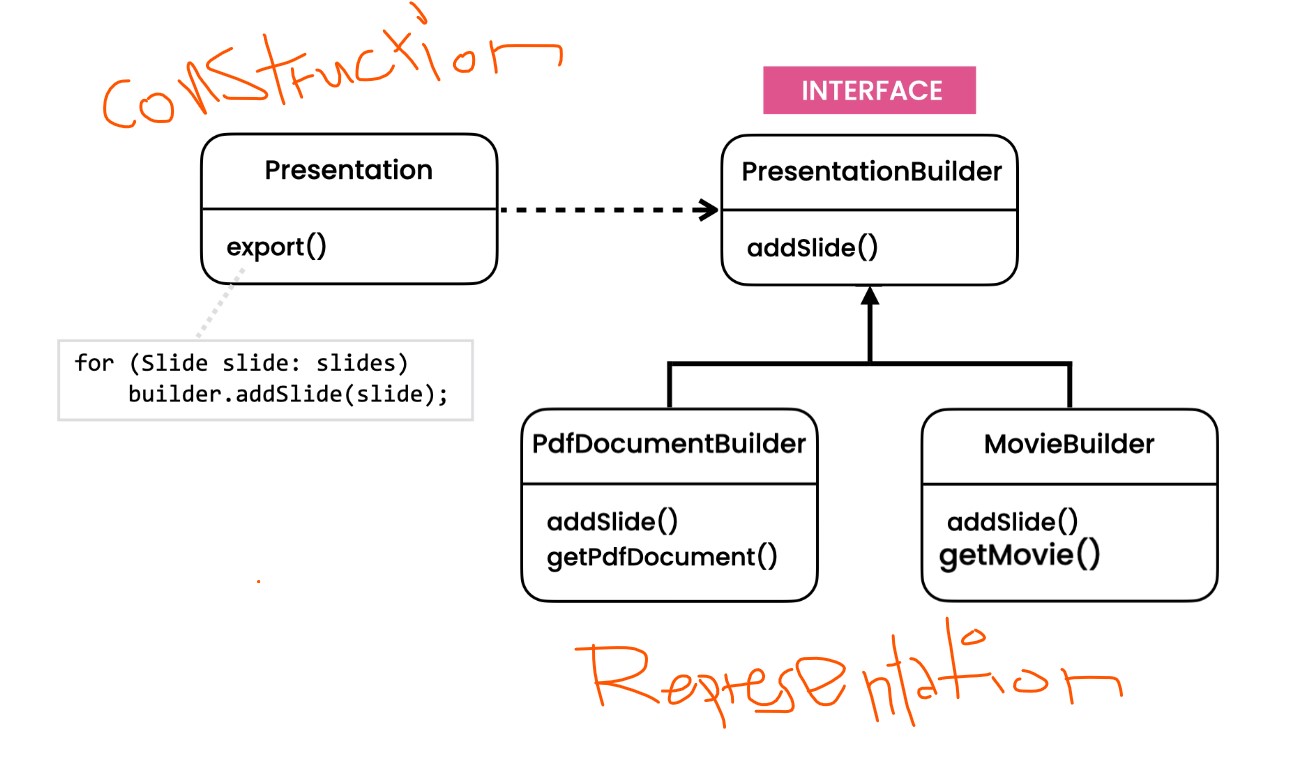 Construction
INTERFACE
Presentation
export()
PresentationBuilder
addSlide()
for (Slide slide: slides)
builder.addSlide(slide);
PdfDocumentBuilder
addSlide()
getPdfDocument()
MovieBuilder
addSlide()
getMovie()
Representation